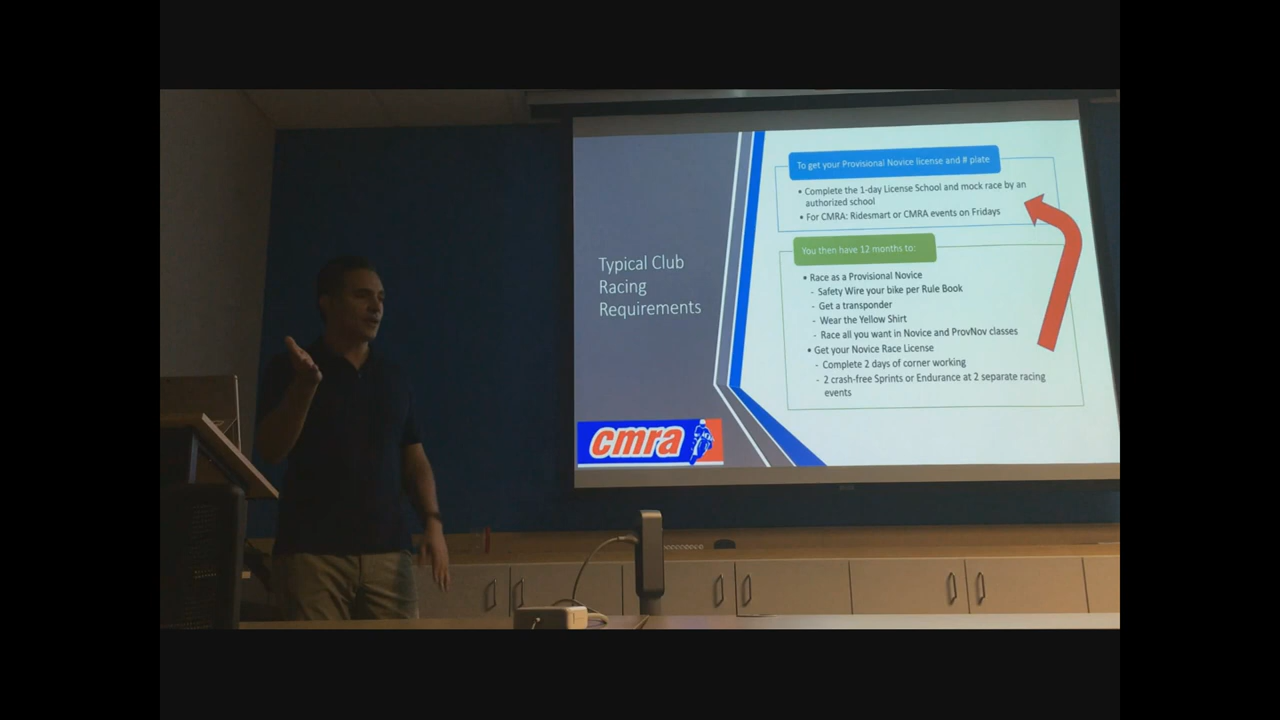 Typical Club
Racing
Requirements
cmra
To get your Provisional Novice license and # plate
• Complete the 1-day License School and mock race by an
authorized school
• For CMRA: Ridesmart or CMRA events on Fridays
You then have 12 months to:
• Race as a Provisional Novice
- Safety Wire your bike per Rule Book
- Get a transponder
- Wear the Yellow Shirt
- Race all you want in Novice and ProvNov classes
• Get your Novice Race License
- Complete 2 days of corner working
- 2 crash-free Sprints or Endurance at 2 separate racing
events